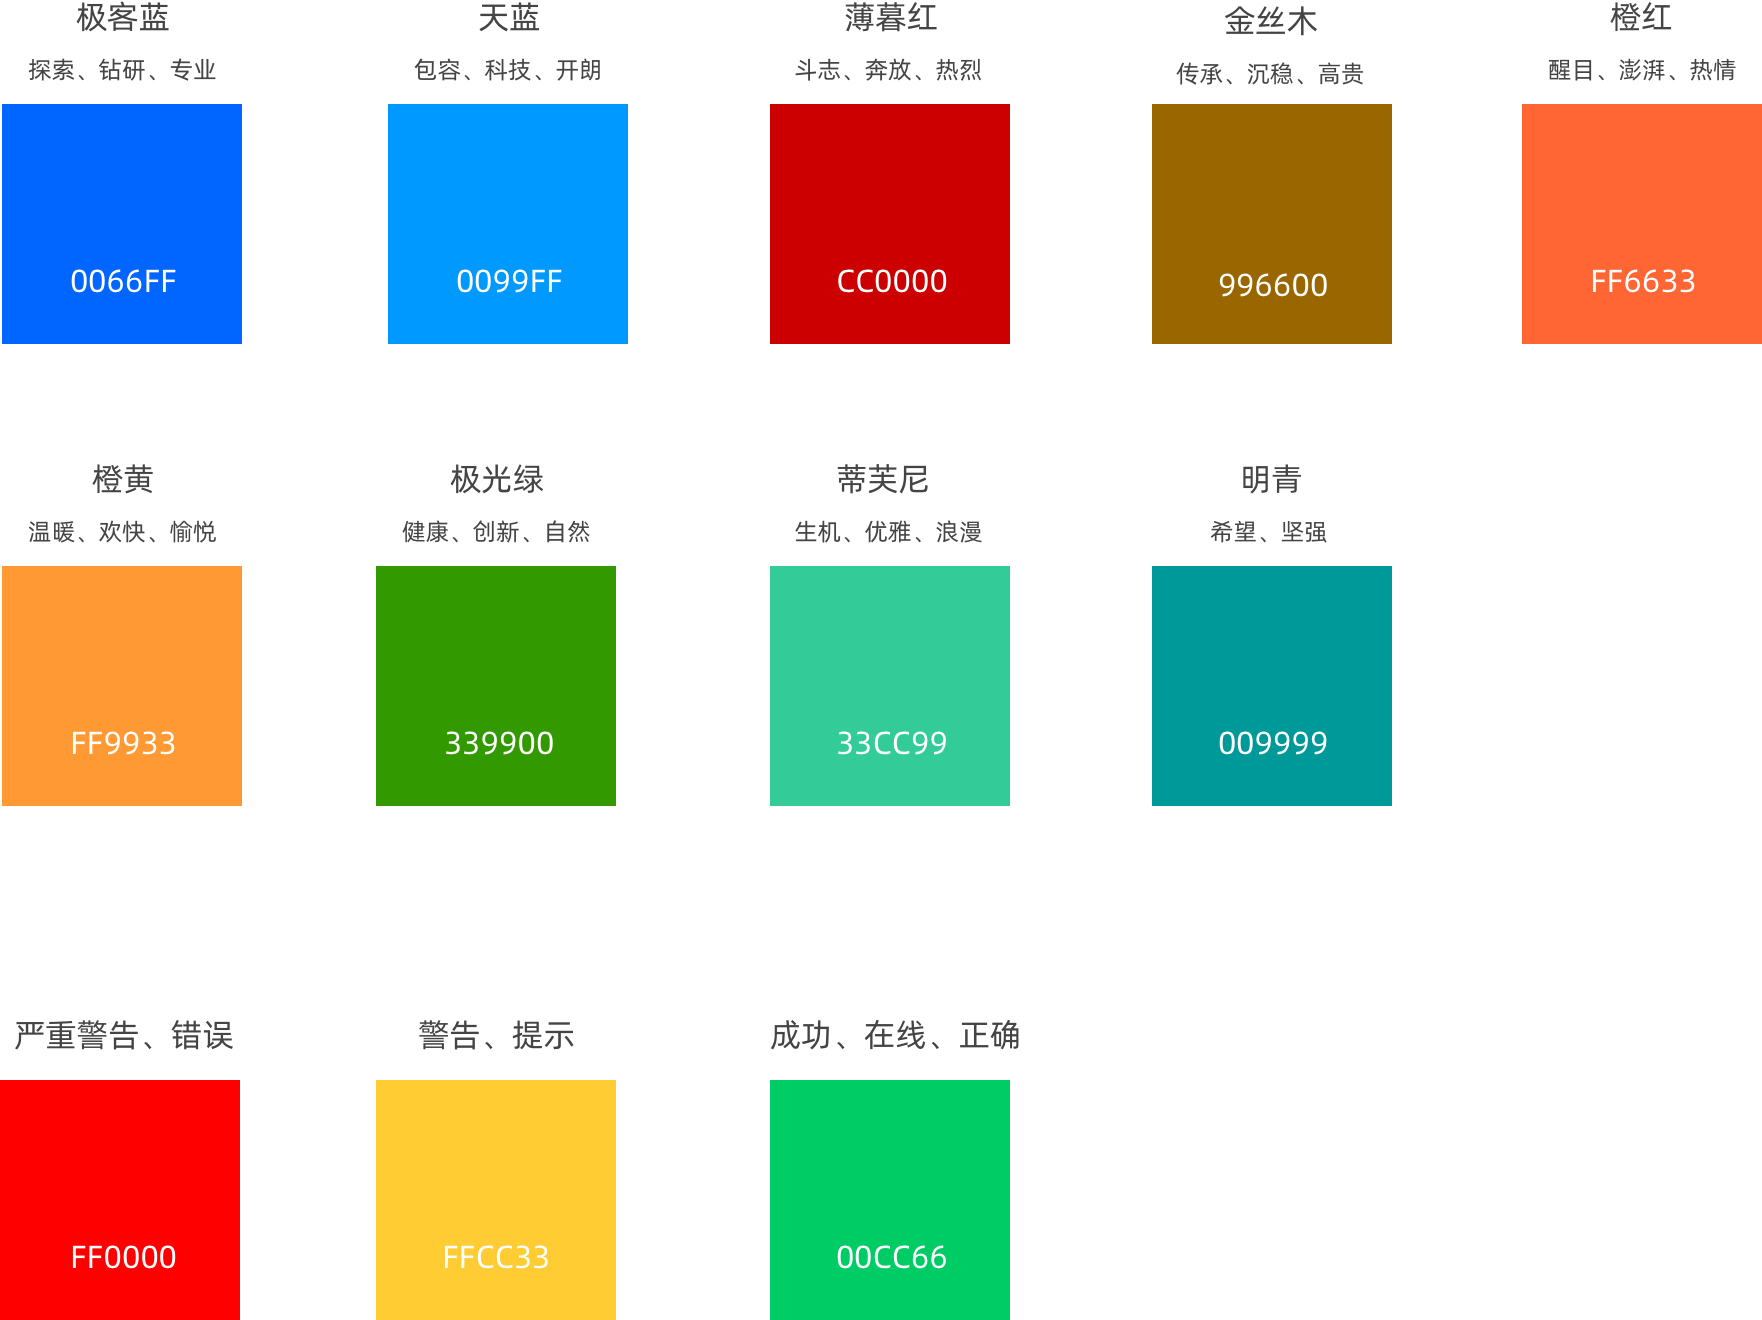 极客蓝
探索、钻研、专业
0066FF
天蓝
包容、科技、开朗
0099FF
薄暮红
斗志、奔放、热烈
CC0000
金丝木
传承、沉稳、高贵
996600
橙红
醒目、澎湃、热情
FF6633
橙黄
温暖、欢快、愉悦
FF9933
极光绿
健康、创新、自然
339900
蒂芙尼
生机、优雅、浪漫
33CC99
明青
希望、坚强
009999
严重警告、错误
FF0000
警告、提示
FFCC33
成功、在线、正确
00CC66